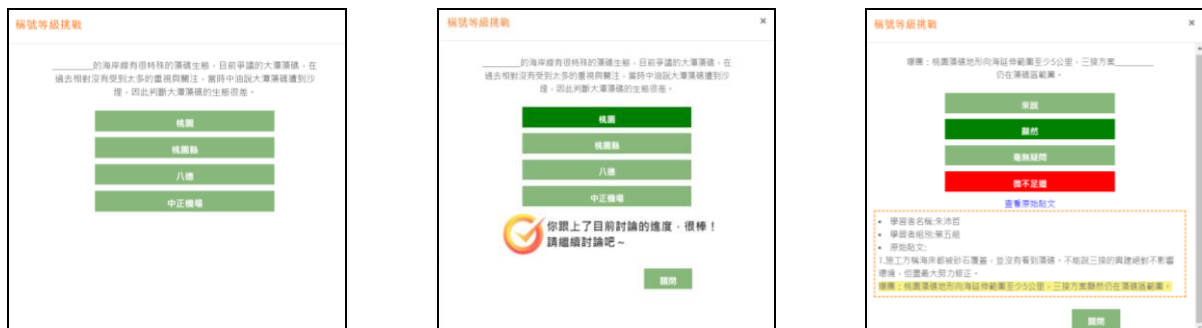 稱號等級挑戰
________的海岸線有很特殊的藻礁生態，目前爭議的大潭藻礁，在
過去相對沒有受到太多的重視與關注，當時中油說大潭藻礁遭到沙
埋，因此判斷大潭藻礁的生態很差。
桃園
桃園縣
八德
中正機場
稱號等級挑戰
×
________的海岸線有很特殊的藻礁生態，目前爭議的大潭藻礁，在
過去相對沒有受到太多的重視與關注，當時中油說大潭藻礁遭到沙
埋，因此判斷大潭藻礁的生態很差。
桃園
桃園縣
八德
中正機場
你跟上了目前討論的進度，很棒！
請繼續討論吧～
關閉
稱號等級挑戰
×
環團：桃園藻礁地形向海延伸範圍至少5公里，三接方案________
仍在藻礁區範圍。
來說
顯然
毫無疑問
微不足道
查看原始貼文
• 學習者名稱:朱沛哲
• 學習者組別:第五組
• 原始貼文:
1.施工方稱海床都被砂石覆蓋，並沒有看到藻礁。不能說三接的興建絕對不影響
環境，但盡最大努力修正。
環團：桃園藻礁地形向海延伸範圍至少5公里，三接方案顯然仍在藻礁區範圍。
關閉